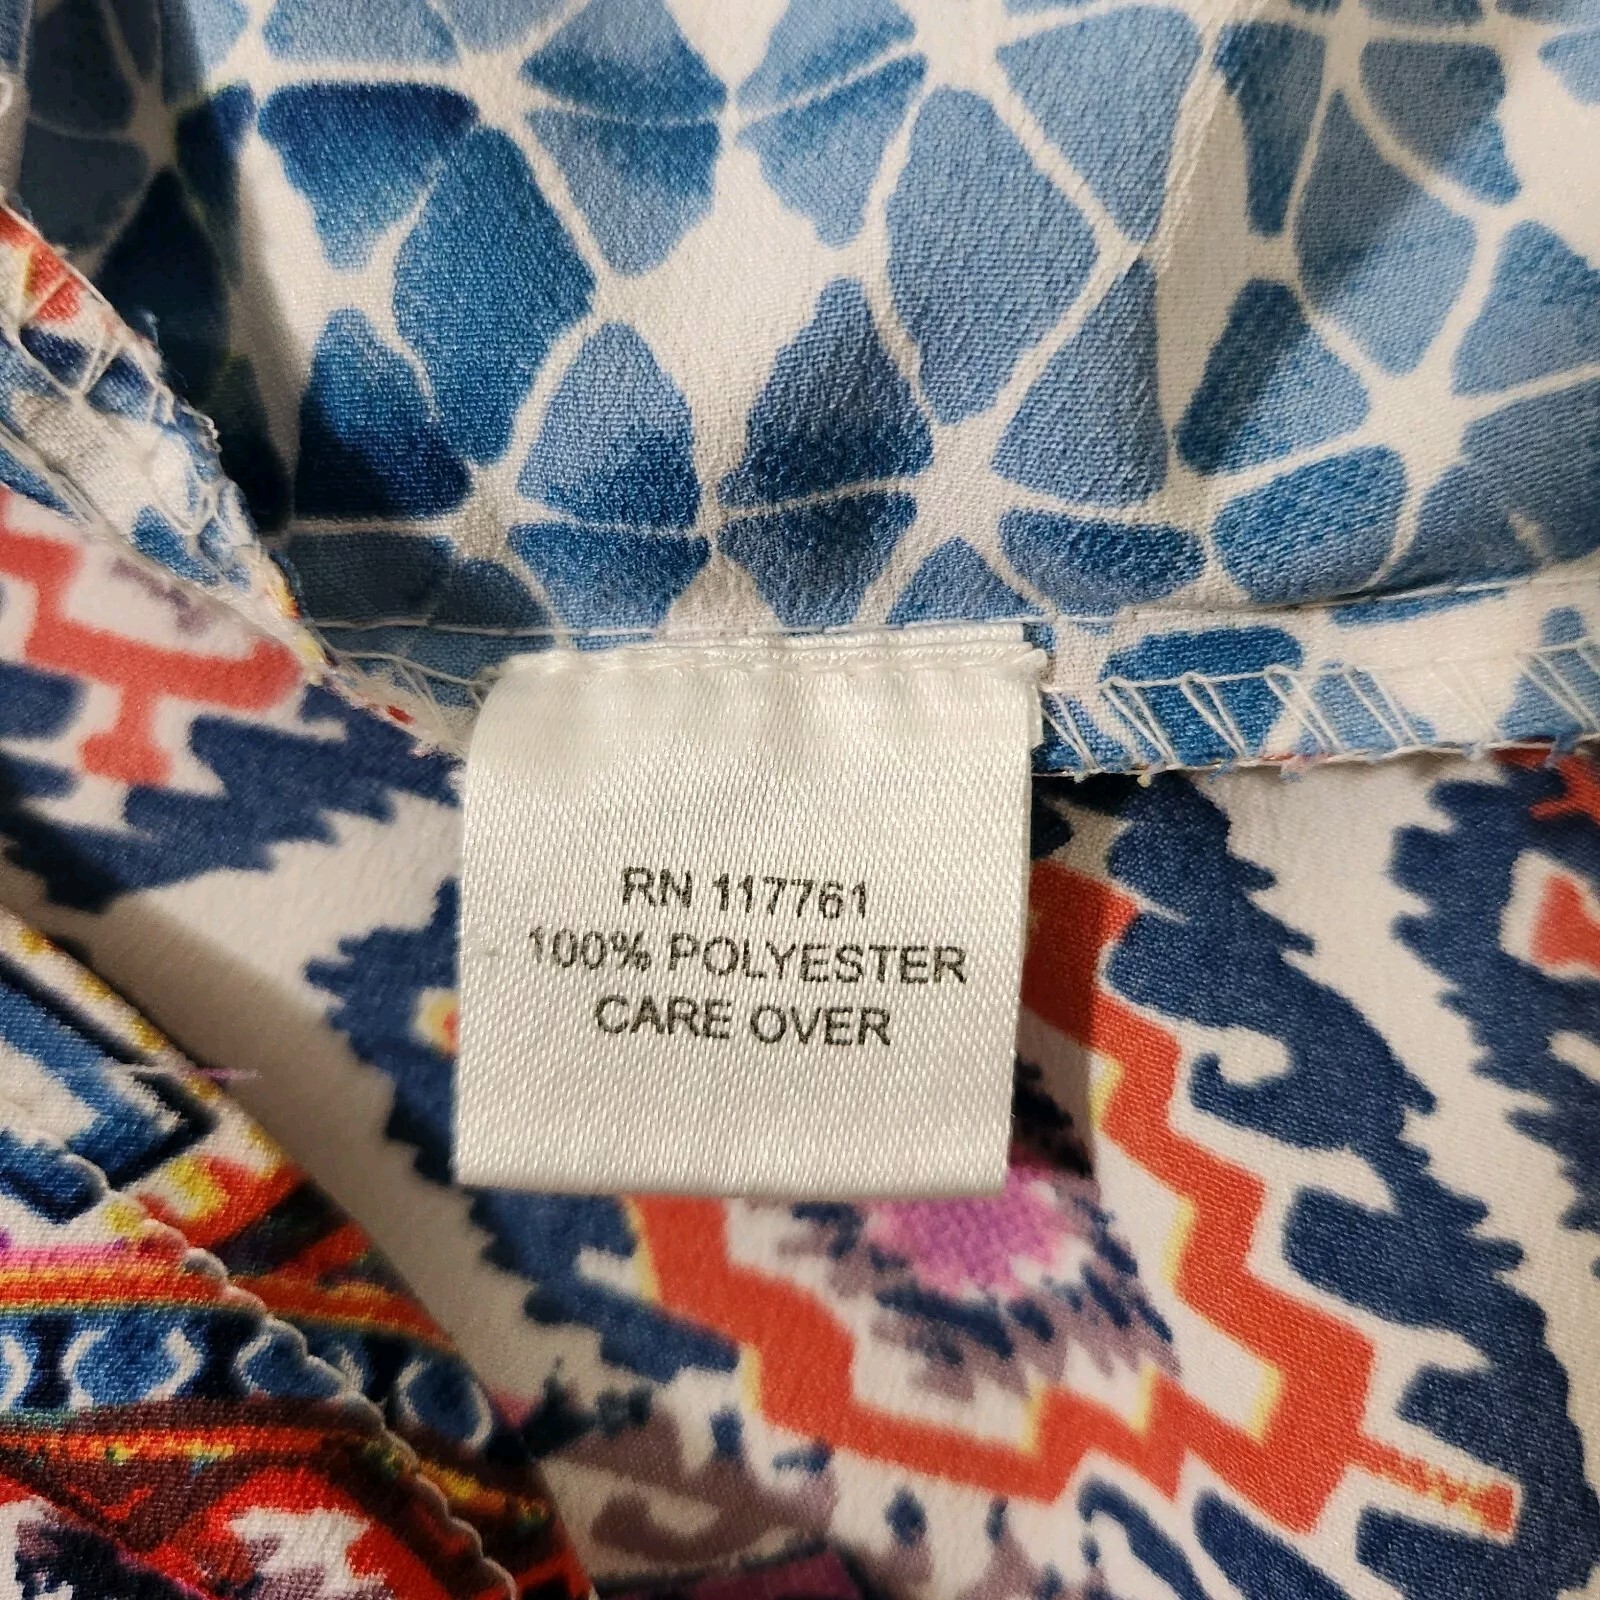 RN 117761
100% POLYESTER
CARE OVER